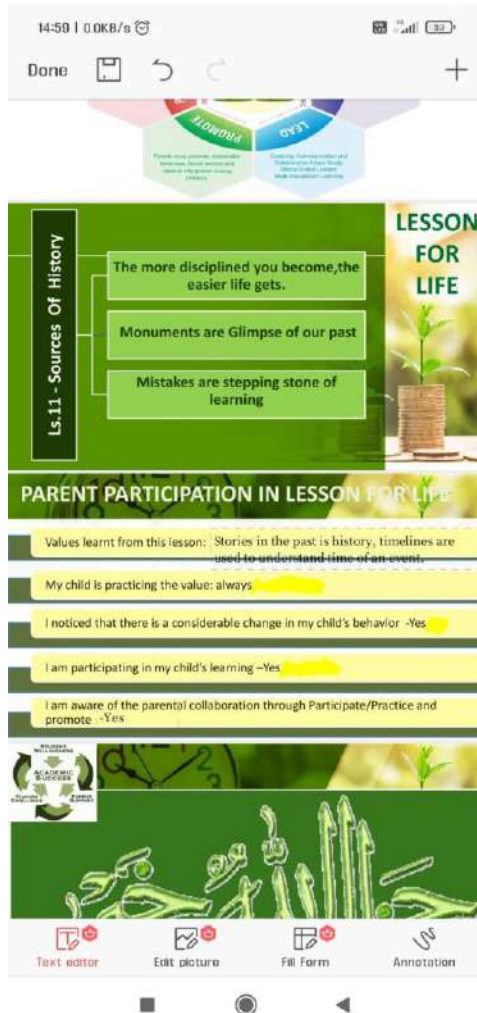 14:59 | 0.0KB/s
Done
PROMOTE
LEAD
LESSON
FOR
LIFE
Ls.11 - Sources Of History
The more disciplined you become,the
easier life gets.
Monuments are Glimpse of our past
Mistakes are stepping stone of
learning
PARENT PARTICIPATION IN LESSON FOR LIFE
Values learnt from this lesson: Stories in the past is history, timelines are
used to understand time of an event.
My child is practicing the value: always
I noticed that there is a considerable change in my child's behavior -Yes
I am participating in my child's learning –Yes
I am aware of the parental collaboration through Participate/Practice and
promote -Yes
ACADEMIC
SUCCESS
Text editor
Edit picture
Fill Form
Annotation